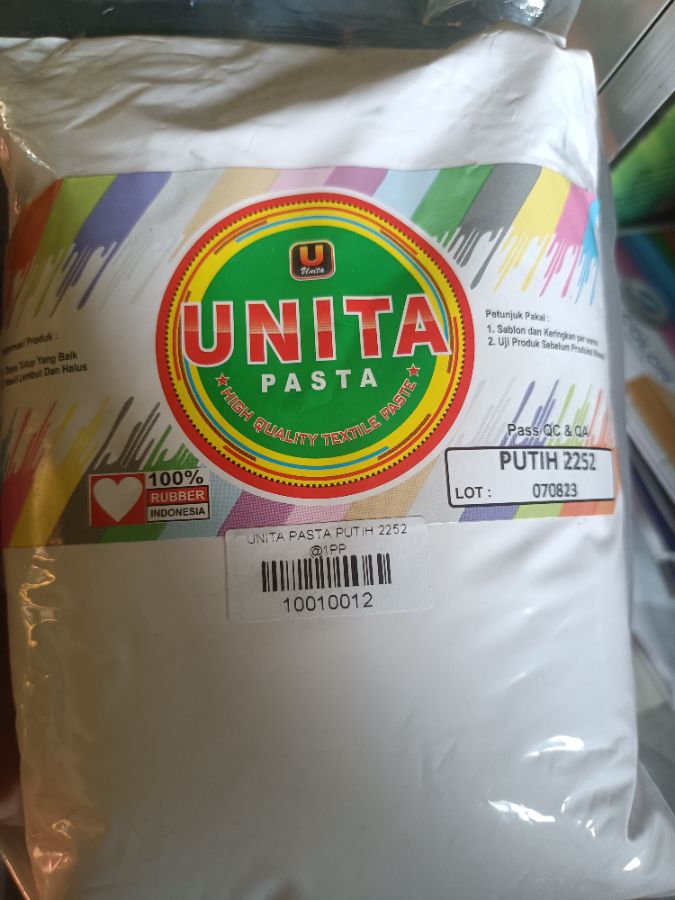 U
Unita
UNITA
PASTA
HIGH QUALITY TEXTILE PASTE
Produk :
Tutup Yang Baik
Lembut Dan Halus
Petunjuk Pakai :
1. Sablon dan Keringkan per
2. Uji Produk Sebelum Produksi
100%
RUBBER
INDONESIA
Pass QC & QA
PUTIH 2252
LOT : 070823
UNITA PASTA PUTIH 2252
@1PP
10010012